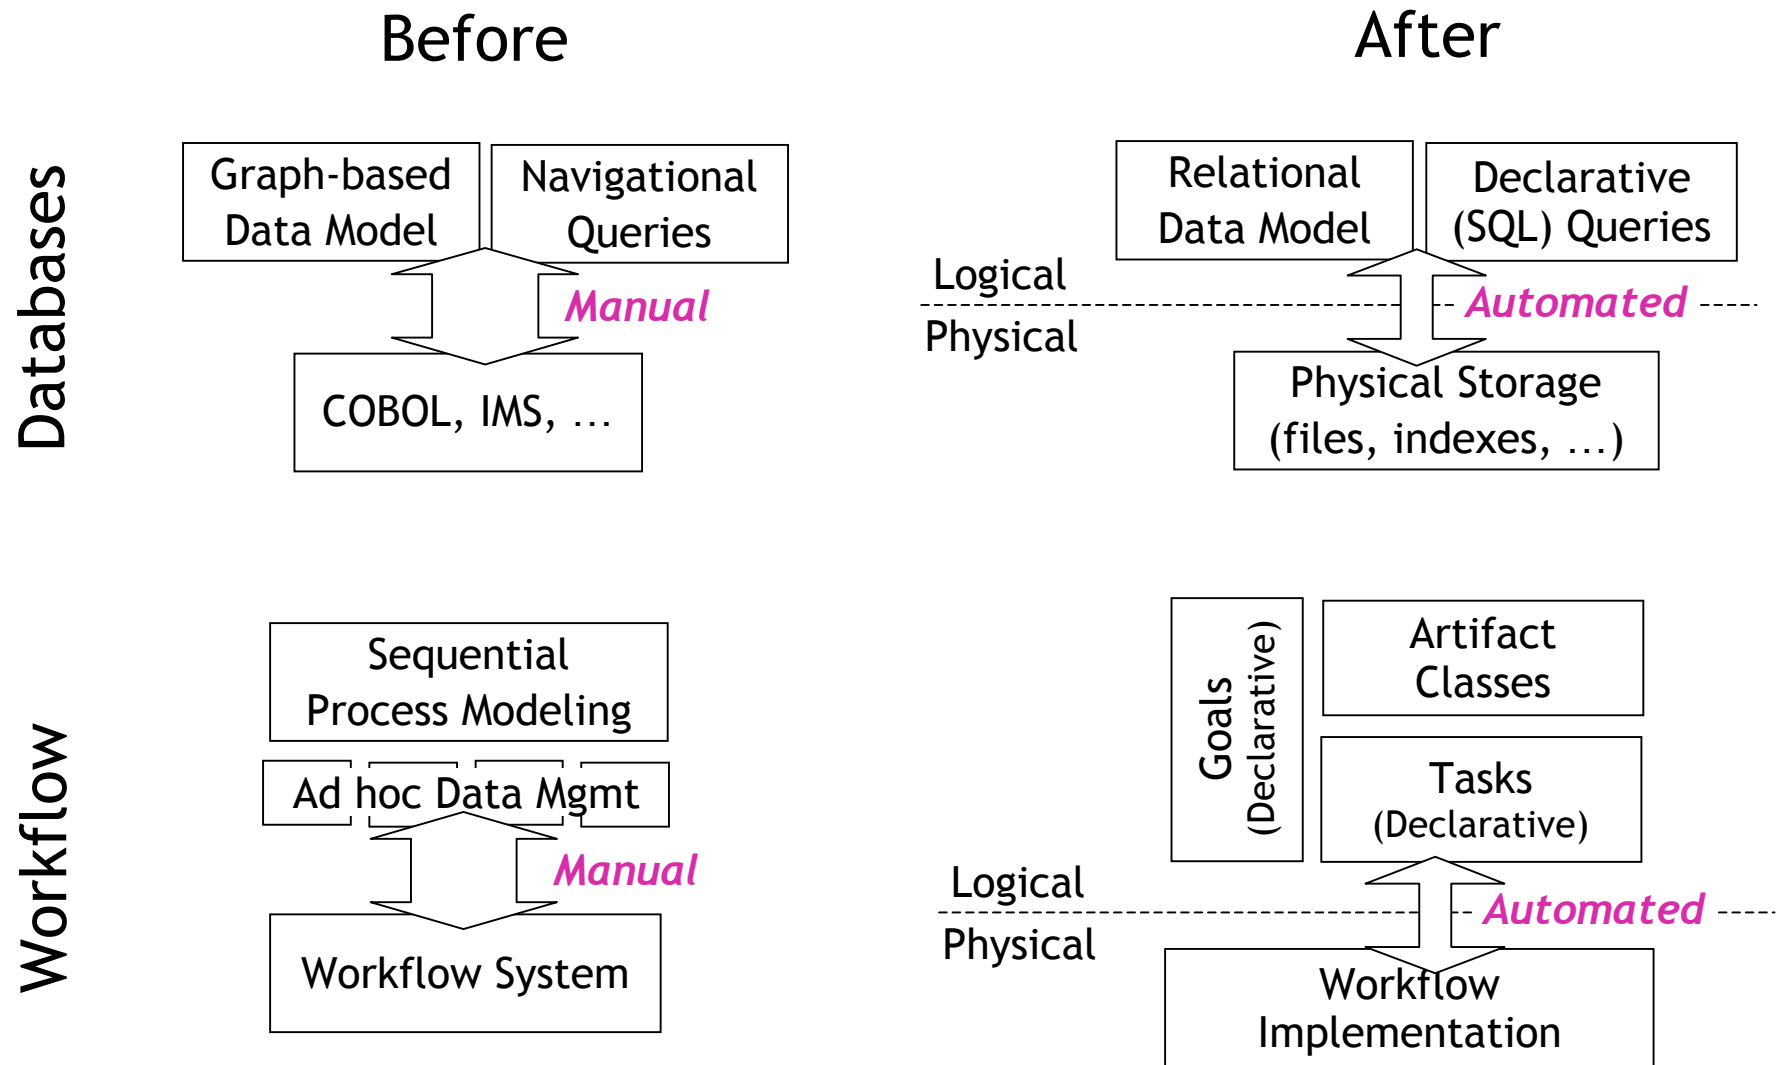 Before
After
Databases
Graph-based
Data Model
Navigational
Queries
Manual
COBOL, IMS, …
Relational
Data Model
Declarative
(SQL) Queries
Logical
Automated
Physical
Physical Storage
(files, indexes, …)
Workflow
Sequential
Process Modeling
Ad hoc Data Mgmt
Manual
Workflow System
Goals
(Declarative)
Artifact
Classes
Tasks
(Declarative)
Logical
Automated
Physical
Workflow
Implementation